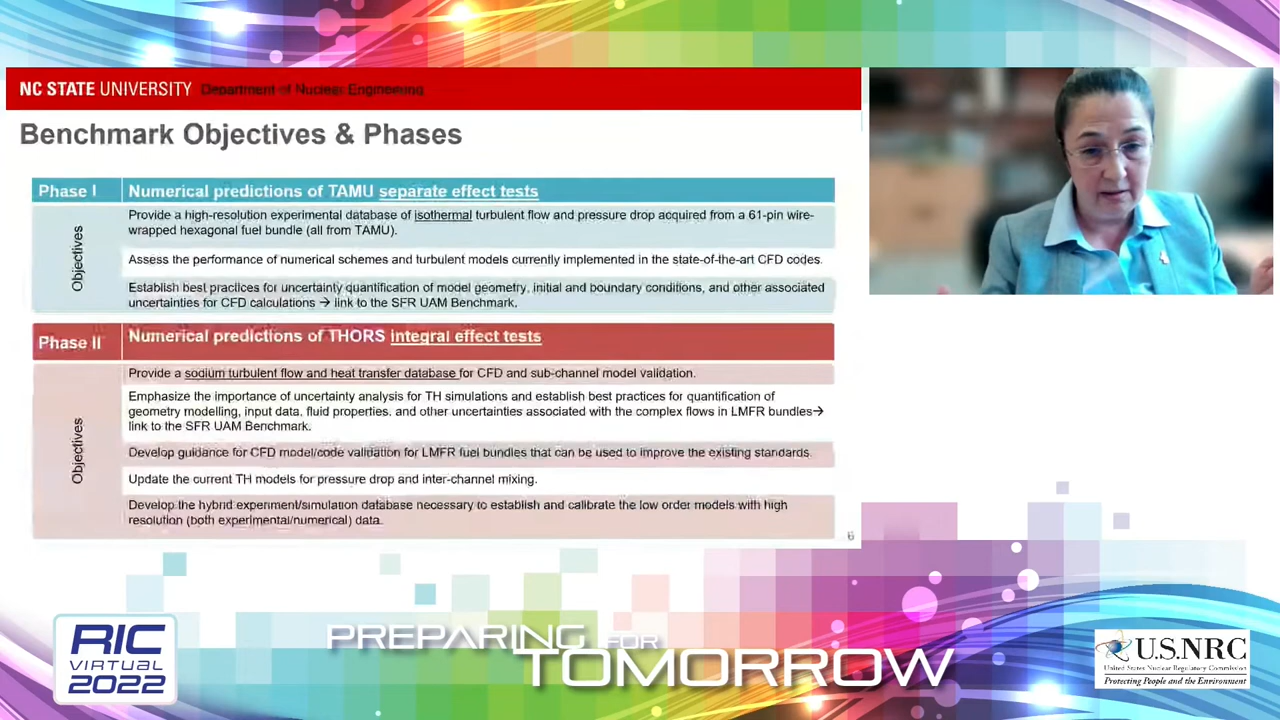 NC STATE UNIVERSITY Department of Nuclear Engineering
Benchmark Objectives & Phases
Phase I Numerical predictions of TAMU separate effect tests
Objectives
Provide a high-resolution experimental database of isothermal turbulent flow and pressure drop acquired from a 61-pin wire-
wrapped hexagonal fuel bundle (all from TAMU).
Assess the performance of numerical schemes and turbulent models currently implemented in the state-of-the-art CFD codes.
Establish best practices for uncertainty quantification of model geometry, initial and boundary conditions, and other associated
uncertainties for CFD calculations → link to the SFR UAM Benchmark.
Phase II Numerical predictions of THORS integral effect tests
Objectives
Provide a sodium turbulent flow and heat transfer database for CFD and sub-channel model validation.
Emphasize the importance of uncertainty analysis for TH simulations and establish best practices for quantification of
geometry modelling, input data, fluid properties, and other uncertainties associated with the complex flows in LMFR bundles→
link to the SFR UAM Benchmark.
Develop guidance for CFD model/code validation for LMFR fuel bundles that can be used to improve the existing standards.
Update the current TH models for pressure drop and inter-channel mixing.
Develop the hybrid experiment/simulation database necessary to establish and calibrate the low order models with high
resolution (both experimental/numerical) data.
6
RIC
VIRTUAL
2022
PREPARING FOR
TOMORROW
U.S.NRC
United States Nuclear Regulatory Commission
Protecting People and the Environment